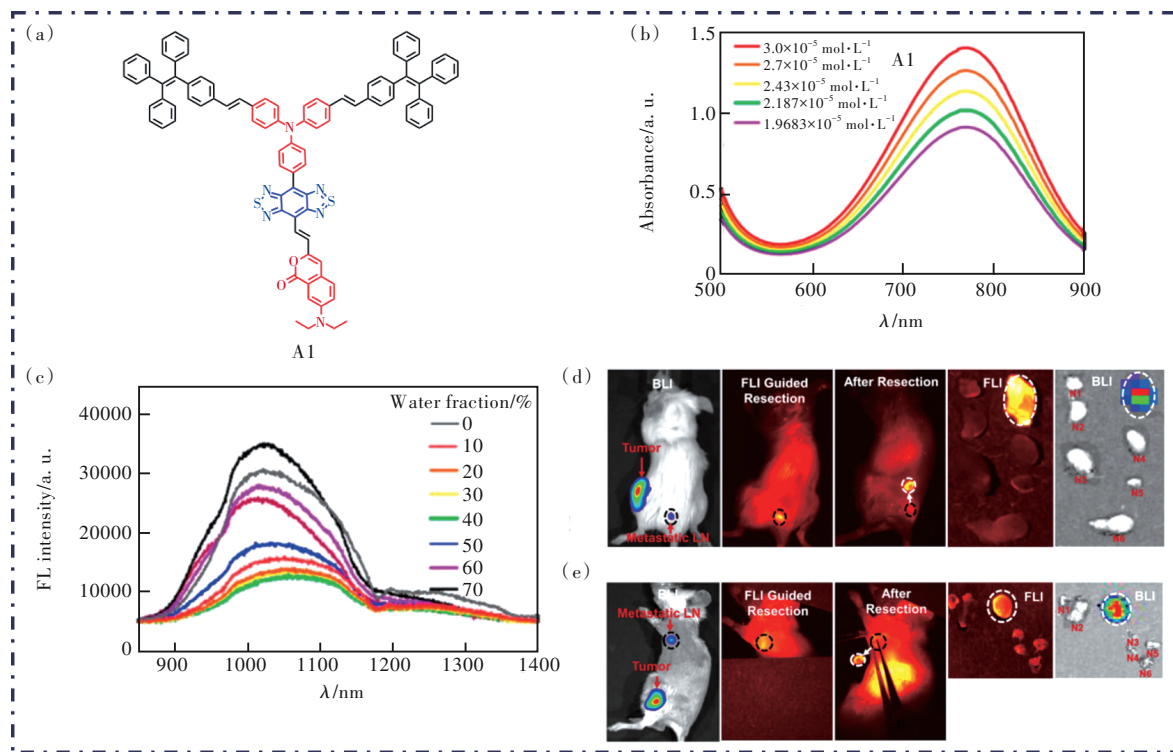 (a)
N
N
N
S
S
N
N
O
O
N
A1
(b)
1.5
1.0
0.5
0
Absorbance/a. u.
3.0×10⁻⁵ mol·L⁻¹
2.7×10⁻⁵ mol·L⁻¹
2.43×10⁻⁵ mol·L⁻¹
2.187×10⁻⁵ mol·L⁻¹
1.9683×10⁻⁵ mol·L⁻¹
A1
500 600 700 800 900
λ/nm
(c)
40000
30000
20000
10000
0
FL intensity/a. u.
Water fraction/%
0
10
20
30
40
50
60
70
900 1000 1100 1200 1300 1400
λ/nm
(d)
BLI
Tumor
Metastatic LN
FLI Guided
Resection
After Resection
FLI
BLI
N1
N2
N3
N4
N5
N6
(e)
BLI
Metastatic LN
Tumor
FLI Guided
Resection
After
Resection
FLI
BLI
N1
N2
N3
N4
N5
N6